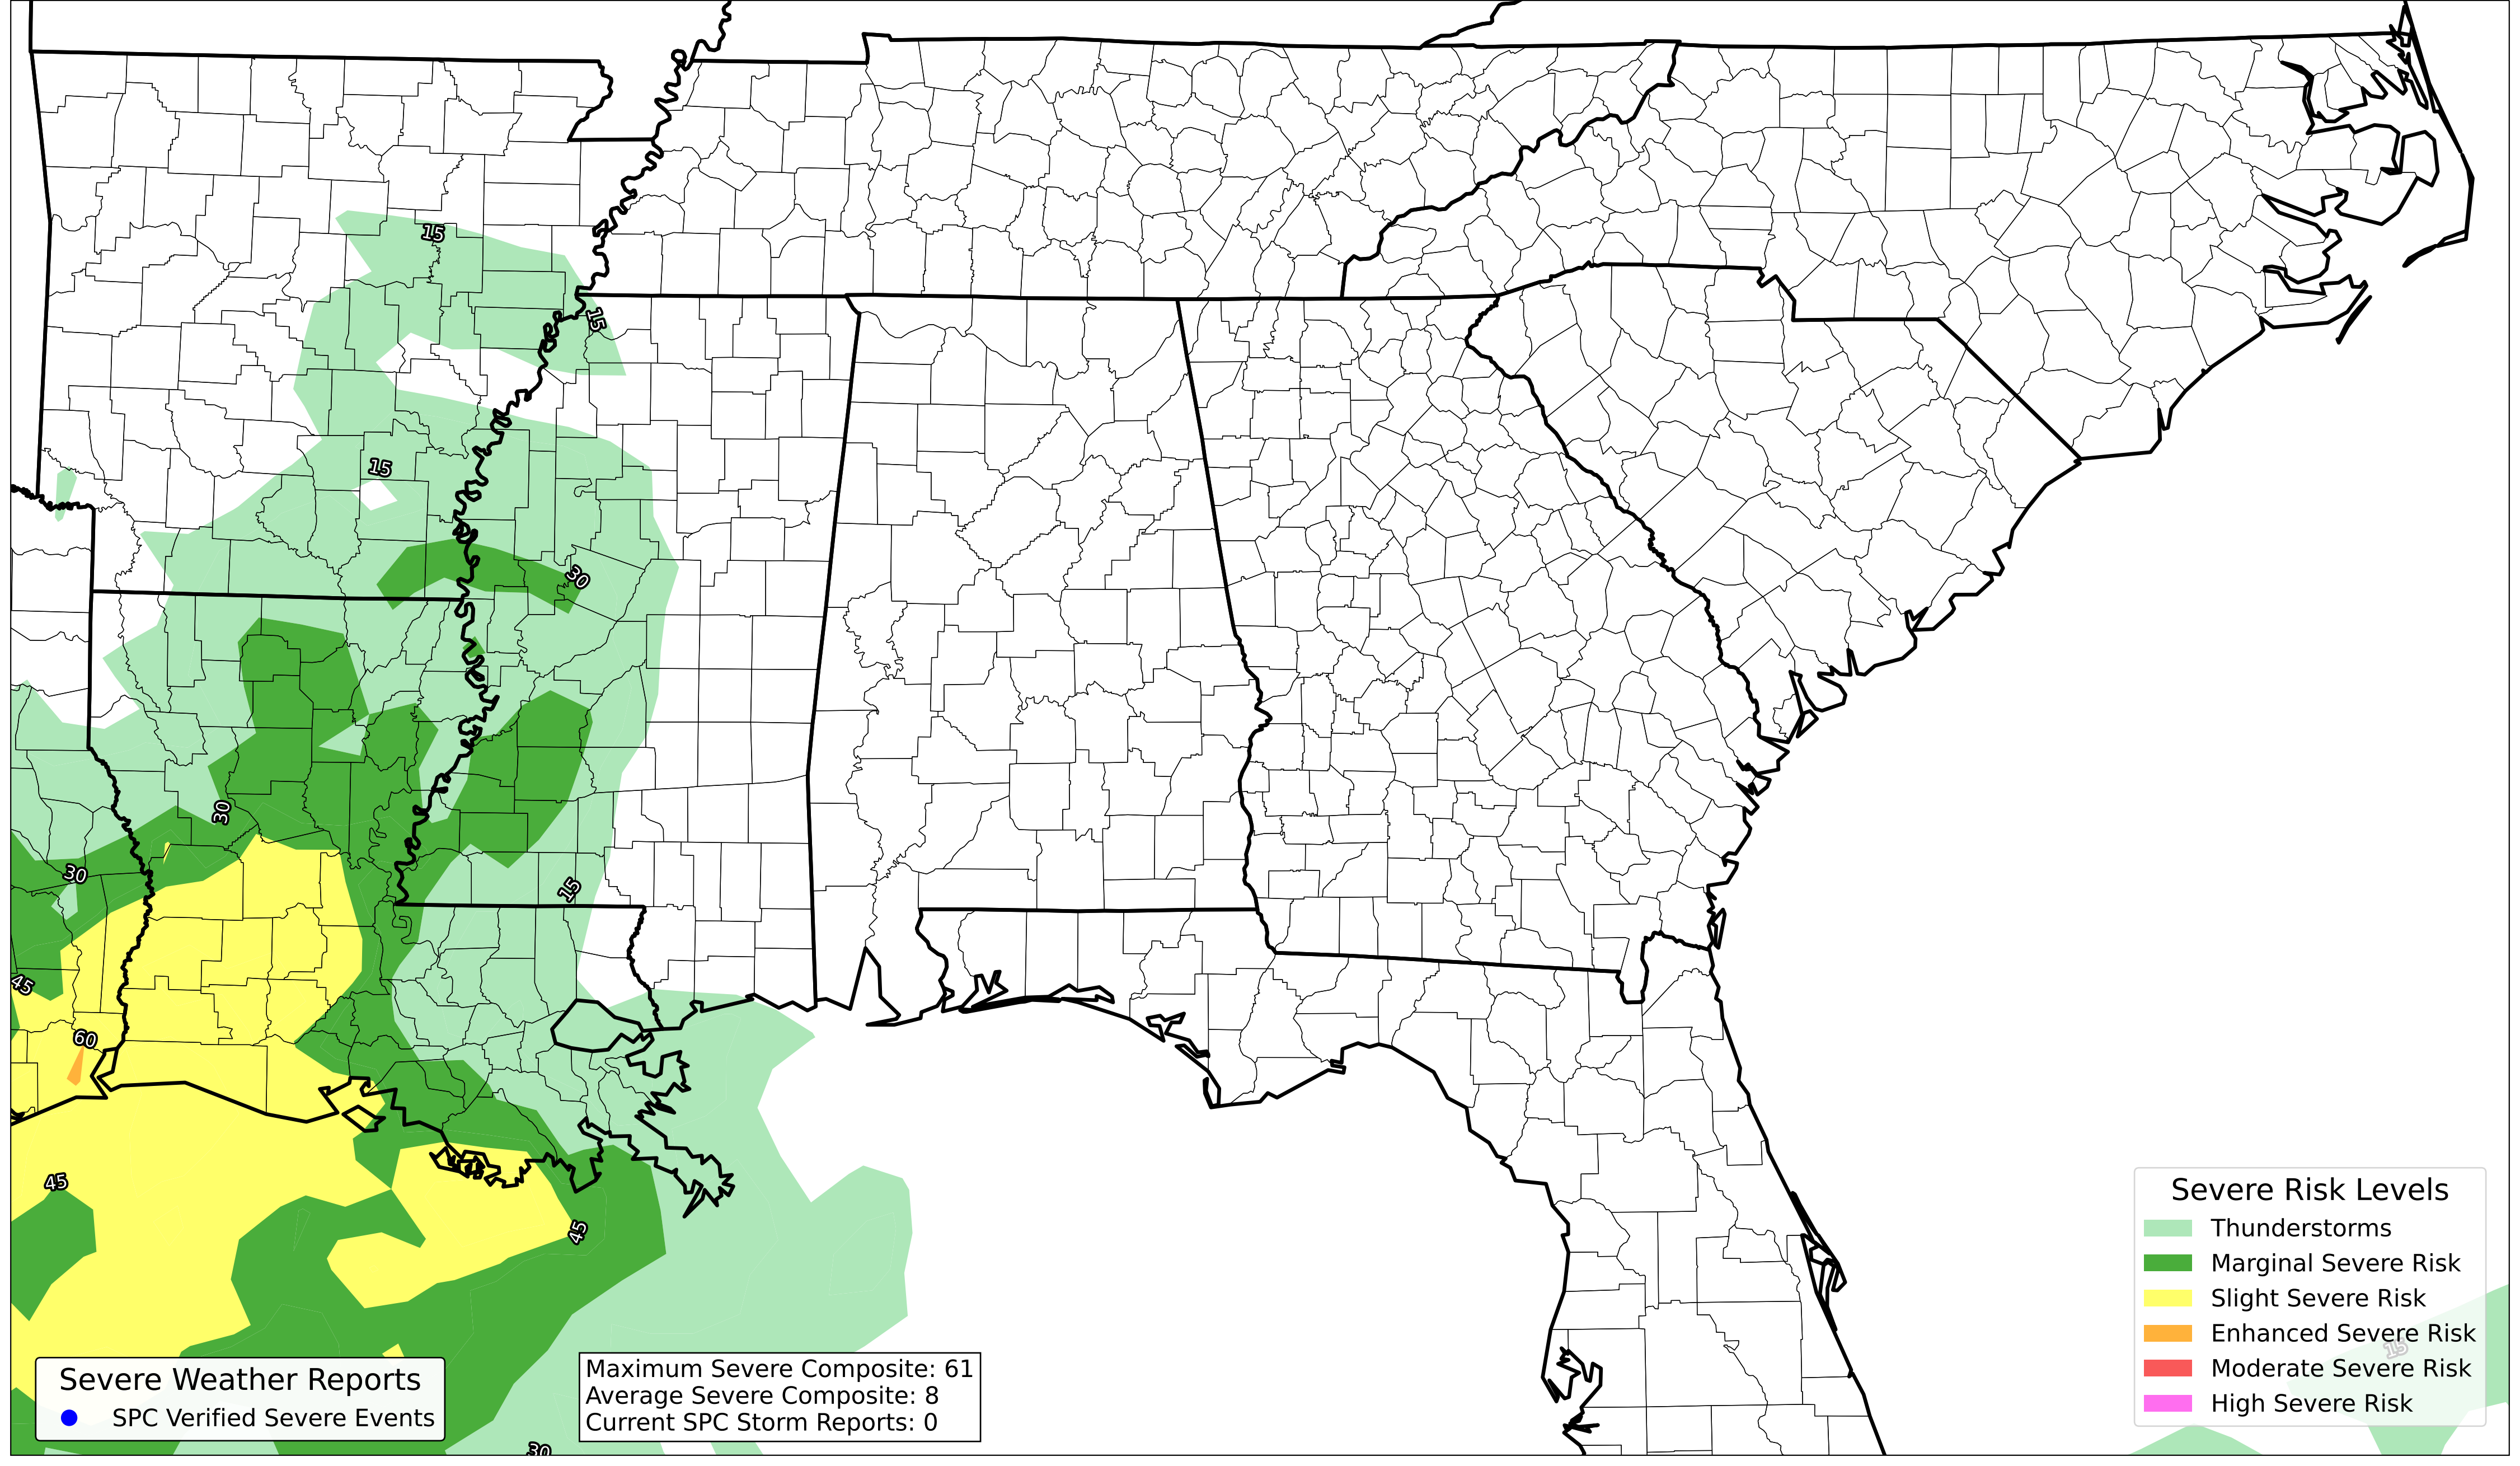 15
15
15
30
30
30
15
45
60
45
45
30
15
Severe Risk Levels
Thunderstorms
Marginal Severe Risk
Slight Severe Risk
Enhanced Severe Risk
Moderate Severe Risk
High Severe Risk
Severe Weather Reports
SPC Verified Severe Events
Maximum Severe Composite: 61
Average Severe Composite: 8
Current SPC Storm Reports: 0